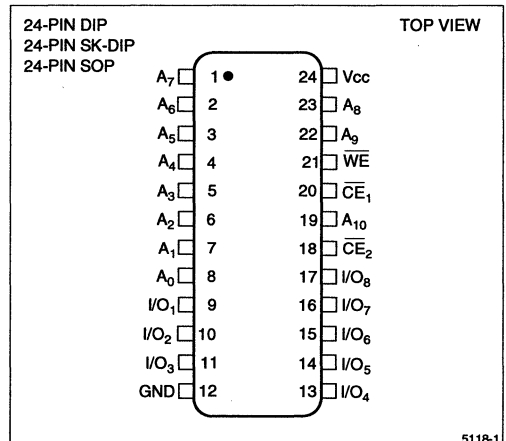 24-PIN DIP
24-PIN SK-DIP
24-PIN SOP
TOP VIEW
A7 1 24 Vcc
A6 2 23 A8
A5 3 22 A9
A4 4 21 W̅E̅
A3 5 20 C̅E̅1
A2 6 19 A10
A1 7 18 C̅E̅2
A0 8 17 I/O8
I/O1 9 16 I/O7
I/O2 10 15 I/O6
I/O3 11 14 I/O5
GND 12 13 I/O4
5118-1